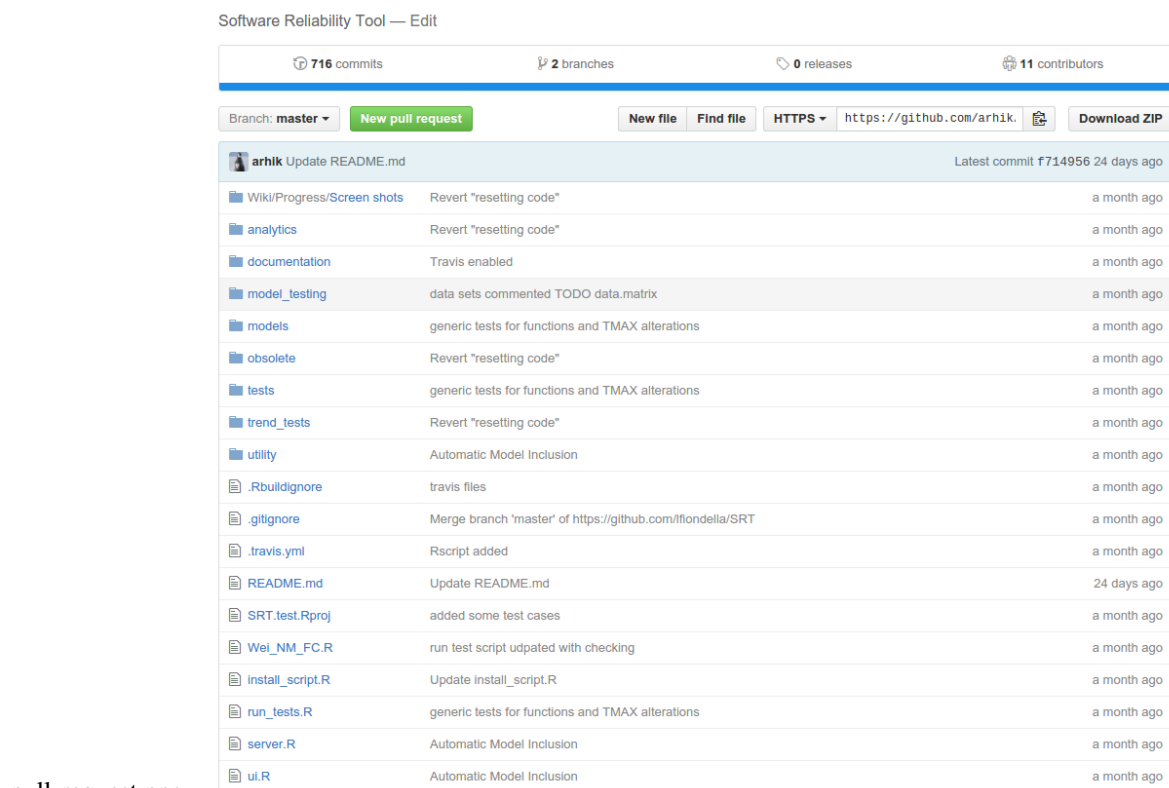 Software Reliability Tool — Edit
716 commits 2 branches 0 releases 11 contributors
Branch: master New pull request New file Find file HTTPS https://github.com/arhik. Download ZIP
arhik Update README.md Latest commit f714956 24 days ago
Wiki/Progress/Screen shots Revert "resetting code" a month ago
analytics Revert "resetting code" a month ago
documentation Travis enabled a month ago
model_testing data sets commented TODO data.matrix a month ago
models generic tests for functions and TMAX alterations a month ago
obsolete Revert "resetting code" a month ago
tests generic tests for functions and TMAX alterations a month ago
trend_tests Revert "resetting code" a month ago
utility Automatic Model Inclusion a month ago
.Rbuildignore travis files a month ago
.gitignore Merge branch 'master' of https://github.com/lfiondella/SRT a month ago
.travis.yml Rscript added a month ago
README.md Update README.md 24 days ago
SRT.test.Rproj added some test cases a month ago
Wei_NM_FC.R run test script udpated with checking a month ago
install_script.R Update install_script.R a month ago
run_tests.R generic tests for functions and TMAX alterations a month ago
server.R Automatic Model Inclusion a month ago
ui.R Automatic Model Inclusion a month ago